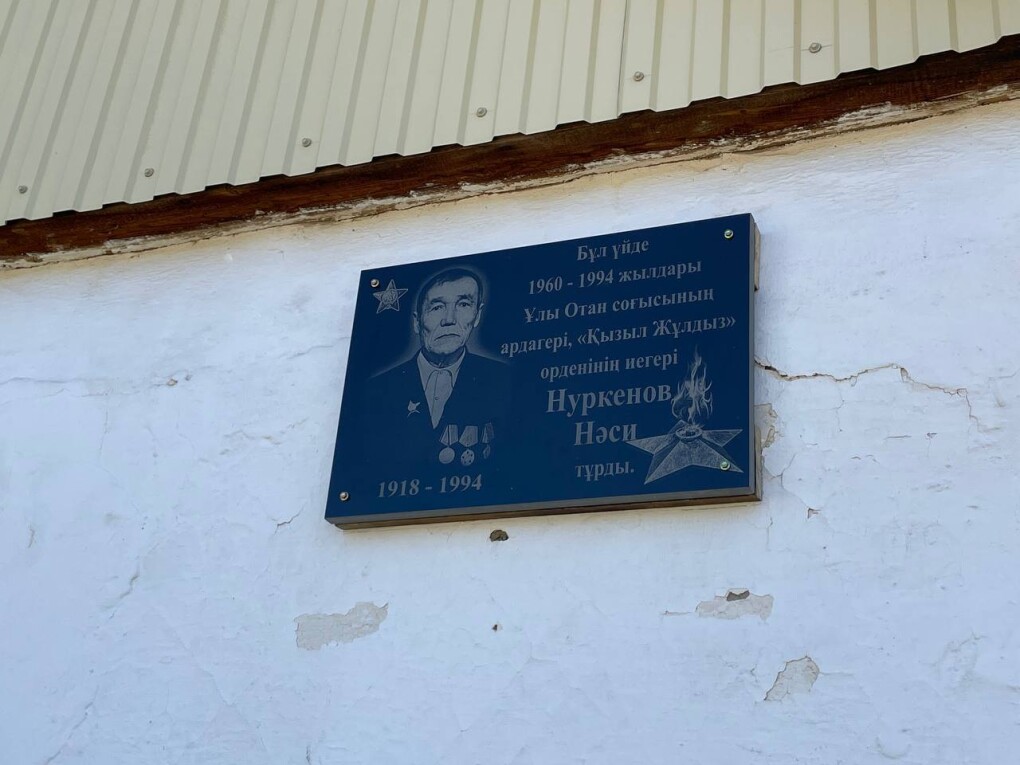 Бұл үйде
1960 - 1994 жылдары
Ұлы Отан соғысының
ардагері, «Қызыл Жұлдыз»
орденінің иегері
Нуркенов
Нәси
тұрды.
1918 - 1994